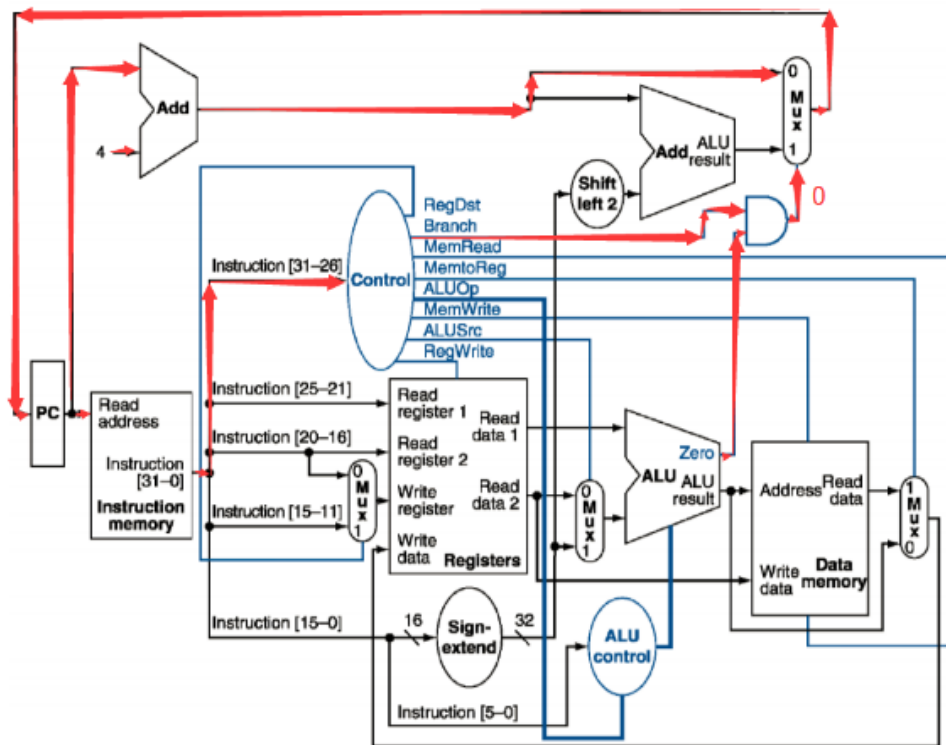 0
M
u
x
1
Add
4
Add
ALU
result
Shift
left 2
0
RegDst
Branch
MemRead
MemtoReg
ALUOp
MemWrite
ALUSrc
RegWrite
Control
Instruction [31–26]
PC
Read
address
Instruction
[31–0]
Instruction
memory
Instruction [25–21]
Instruction [20–16]
Instruction [15–11]
0
M
u
x
1
Read
register 1
Read
register 2
Write
register
Write
data
Read
data 1
Read
data 2
Registers
0
M
u
x
1
Zero
ALU
ALU
result
Address
Read
data
Write
data
Data
memory
1
M
u
x
0
Instruction [15–0]
16
Sign-
extend
32
ALU
control
Instruction [5–0]